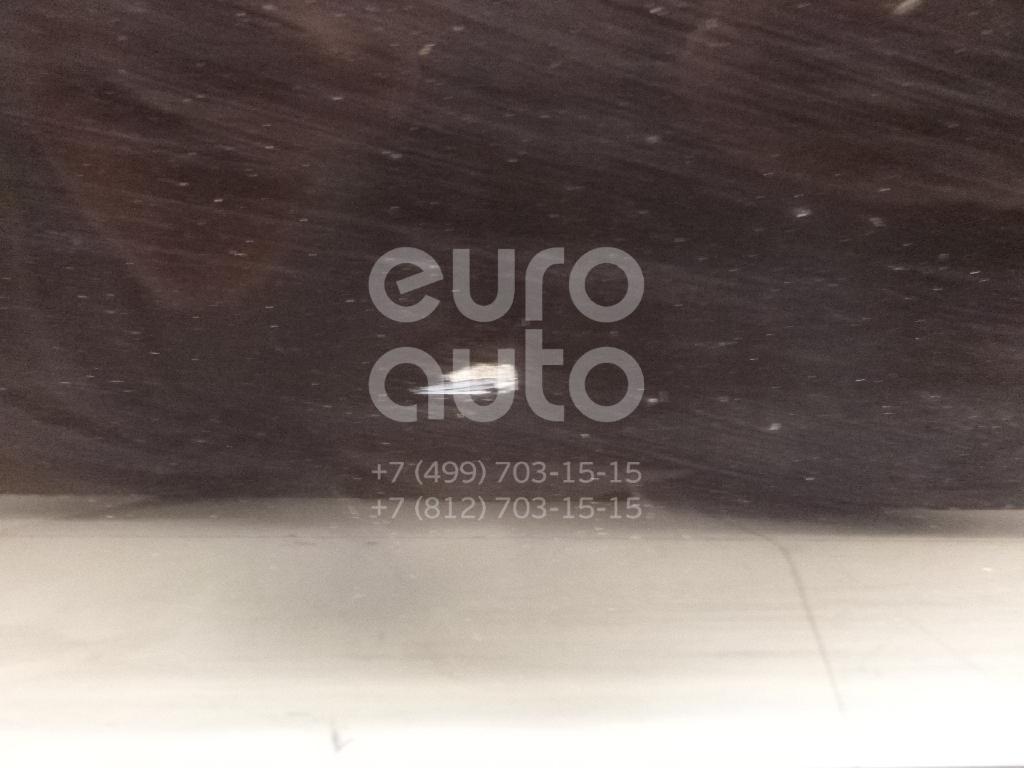 euro
auto
+7 (499) 703-15-15
+7 (812) 703-15-15